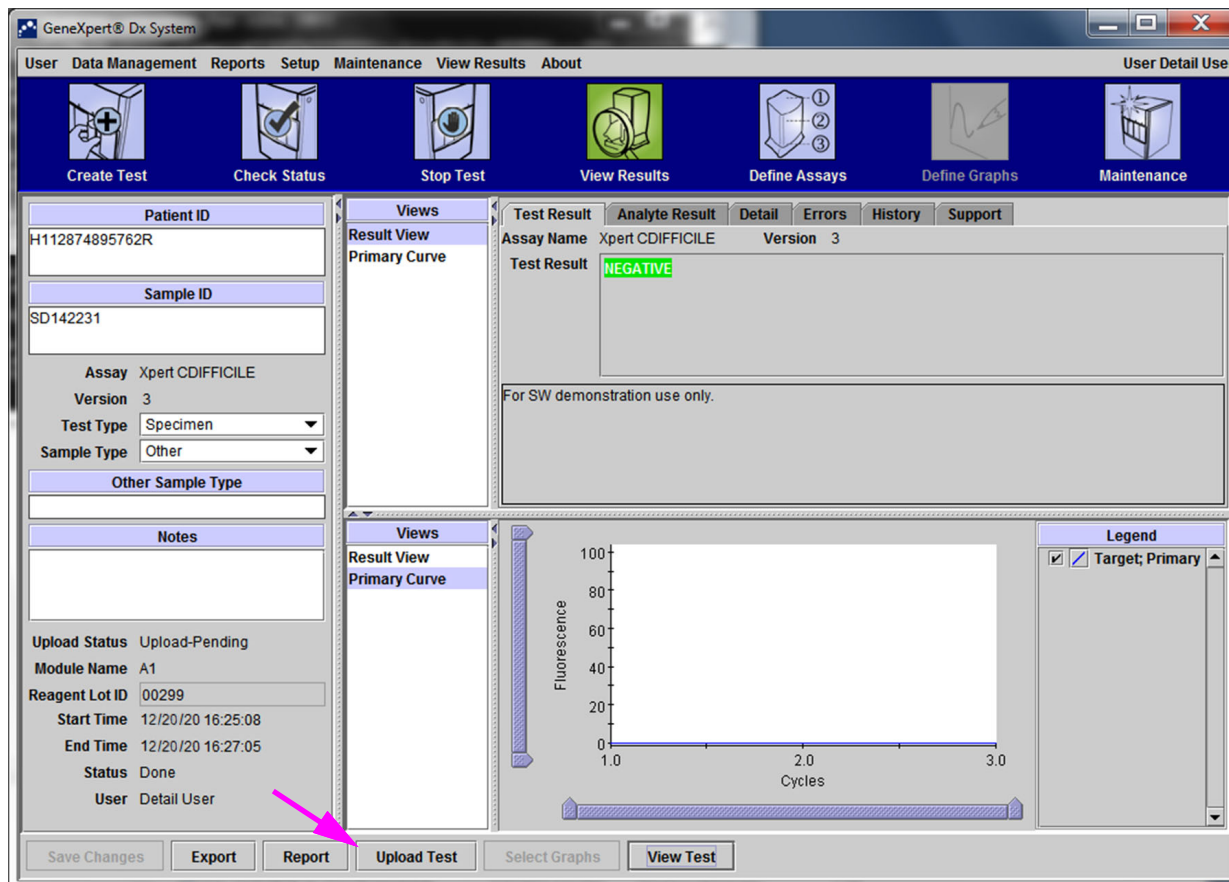 GeneXpert® Dx System
User Data Management Reports Setup Maintenance View Results About
User Detail Use
Create Test
Check Status
Stop Test
View Results
Define Assays
Define Graphs
Maintenance
Patient ID
H112874895762R
Sample ID
SD142231
Assay Xpert CDIFFICILE
Version 3
Test Type Specimen
Sample Type Other
Other Sample Type
Notes
Upload Status Upload-Pending
Module Name A1
Reagent Lot ID 00299
Start Time 12/20/20 16:25:08
End Time 12/20/20 16:27:05
Status Done
User Detail User
Views
Result View
Primary Curve
Test Result Analyte Result Detail Errors History Support
Assay Name Xpert CDIFFICILE Version 3
Test Result NEGATIVE
For SW demonstration use only.
Views
Result View
Primary Curve
Fluorescence
100
80
60
40
20
0
1.0 2.0 3.0
Cycles
Legend
Target; Primary
Save Changes Export Report Upload Test Select Graphs View Test